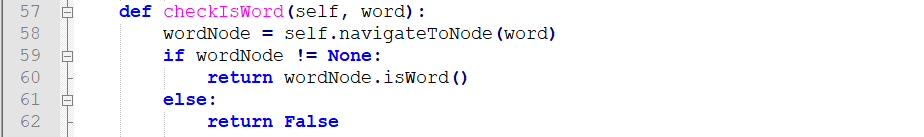 57 def checkIsWord(self, word):
58 wordNode = self.navigateToNode(word)
59 if wordNode != None:
60 return wordNode.isWord()
61 else:
62 return False